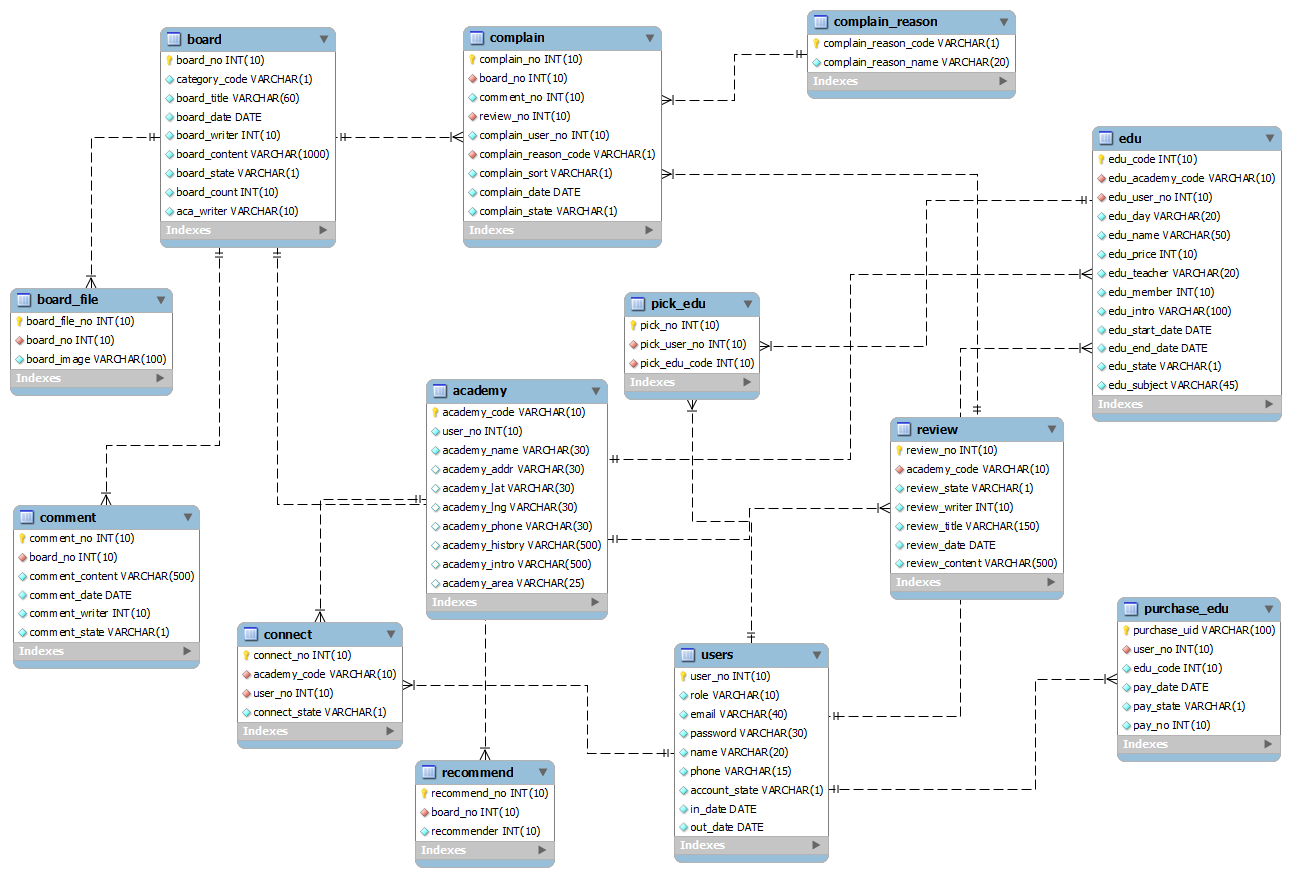 board
board_no INT(10)
category_code VARCHAR(1)
board_title VARCHAR(60)
board_date DATE
board_writer INT(10)
board_content VARCHAR(1000)
board_state VARCHAR(1)
board_count INT(10)
aca_writer VARCHAR(10)
Indexes
complain
complain_no INT(10)
board_no INT(10)
comment_no INT(10)
review_no INT(10)
complain_user_no INT(10)
complain_reason_code VARCHAR(1)
complain_sort VARCHAR(1)
complain_date DATE
complain_state VARCHAR(1)
Indexes
complain_reason
complain_reason_code VARCHAR(1)
complain_reason_name VARCHAR(20)
Indexes
edu
edu_code INT(10)
edu_academy_code VARCHAR(10)
edu_user_no INT(10)
edu_day VARCHAR(20)
edu_name VARCHAR(50)
edu_price INT(10)
edu_teacher VARCHAR(20)
edu_member INT(10)
edu_intro VARCHAR(100)
edu_start_date DATE
edu_end_date DATE
edu_state VARCHAR(1)
edu_subject VARCHAR(45)
Indexes
board_file
board_file_no INT(10)
board_no INT(10)
board_image VARCHAR(100)
Indexes
pick_edu
pick_no INT(10)
pick_user_no INT(10)
pick_edu_code INT(10)
Indexes
academy
academy_code VARCHAR(10)
user_no INT(10)
academy_name VARCHAR(30)
academy_addr VARCHAR(30)
academy_lat VARCHAR(30)
academy_lng VARCHAR(30)
academy_phone VARCHAR(30)
academy_history VARCHAR(500)
academy_intro VARCHAR(500)
academy_area VARCHAR(25)
Indexes
review
review_no INT(10)
academy_code VARCHAR(10)
review_state VARCHAR(1)
review_writer INT(10)
review_title VARCHAR(150)
review_date DATE
review_content VARCHAR(500)
Indexes
comment
comment_no INT(10)
board_no INT(10)
comment_content VARCHAR(500)
comment_date DATE
comment_writer INT(10)
comment_state VARCHAR(1)
Indexes
connect
connect_no INT(10)
academy_code VARCHAR(10)
user_no INT(10)
connect_state VARCHAR(1)
Indexes
users
user_no INT(10)
role VARCHAR(10)
email VARCHAR(40)
password VARCHAR(30)
name VARCHAR(20)
phone VARCHAR(15)
account_state VARCHAR(1)
in_date DATE
out_date DATE
Indexes
purchase_edu
purchase_uid VARCHAR(100)
user_no INT(10)
edu_code INT(10)
pay_date DATE
pay_state VARCHAR(1)
pay_no INT(10)
Indexes
recommend
recommend_no INT(10)
board_no INT(10)
recommender INT(10)
Indexes